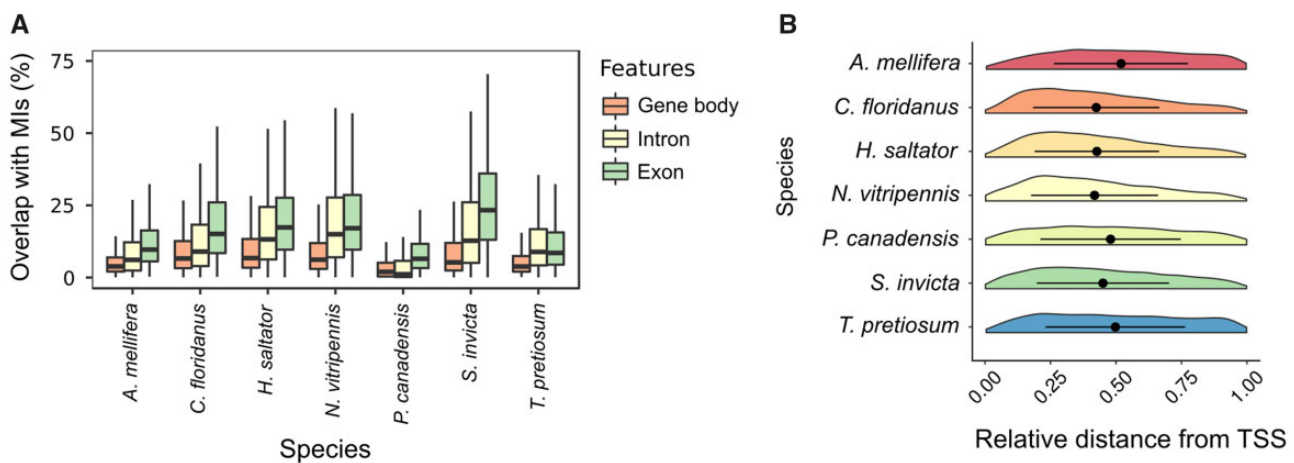 A
Overlap with MIs (%)
75
50
25
0
A. mellifera
C. floridanus
H. saltator
N. vitripennis
P. canadensis
S. invicta
T. pretiosum
Species
Features
Gene body
Intron
Exon
B
Species
A. mellifera
C. floridanus
H. saltator
N. vitripennis
P. canadensis
S. invicta
T. pretiosum
0.00
0.25
0.50
0.75
1.00
Relative distance from TSS